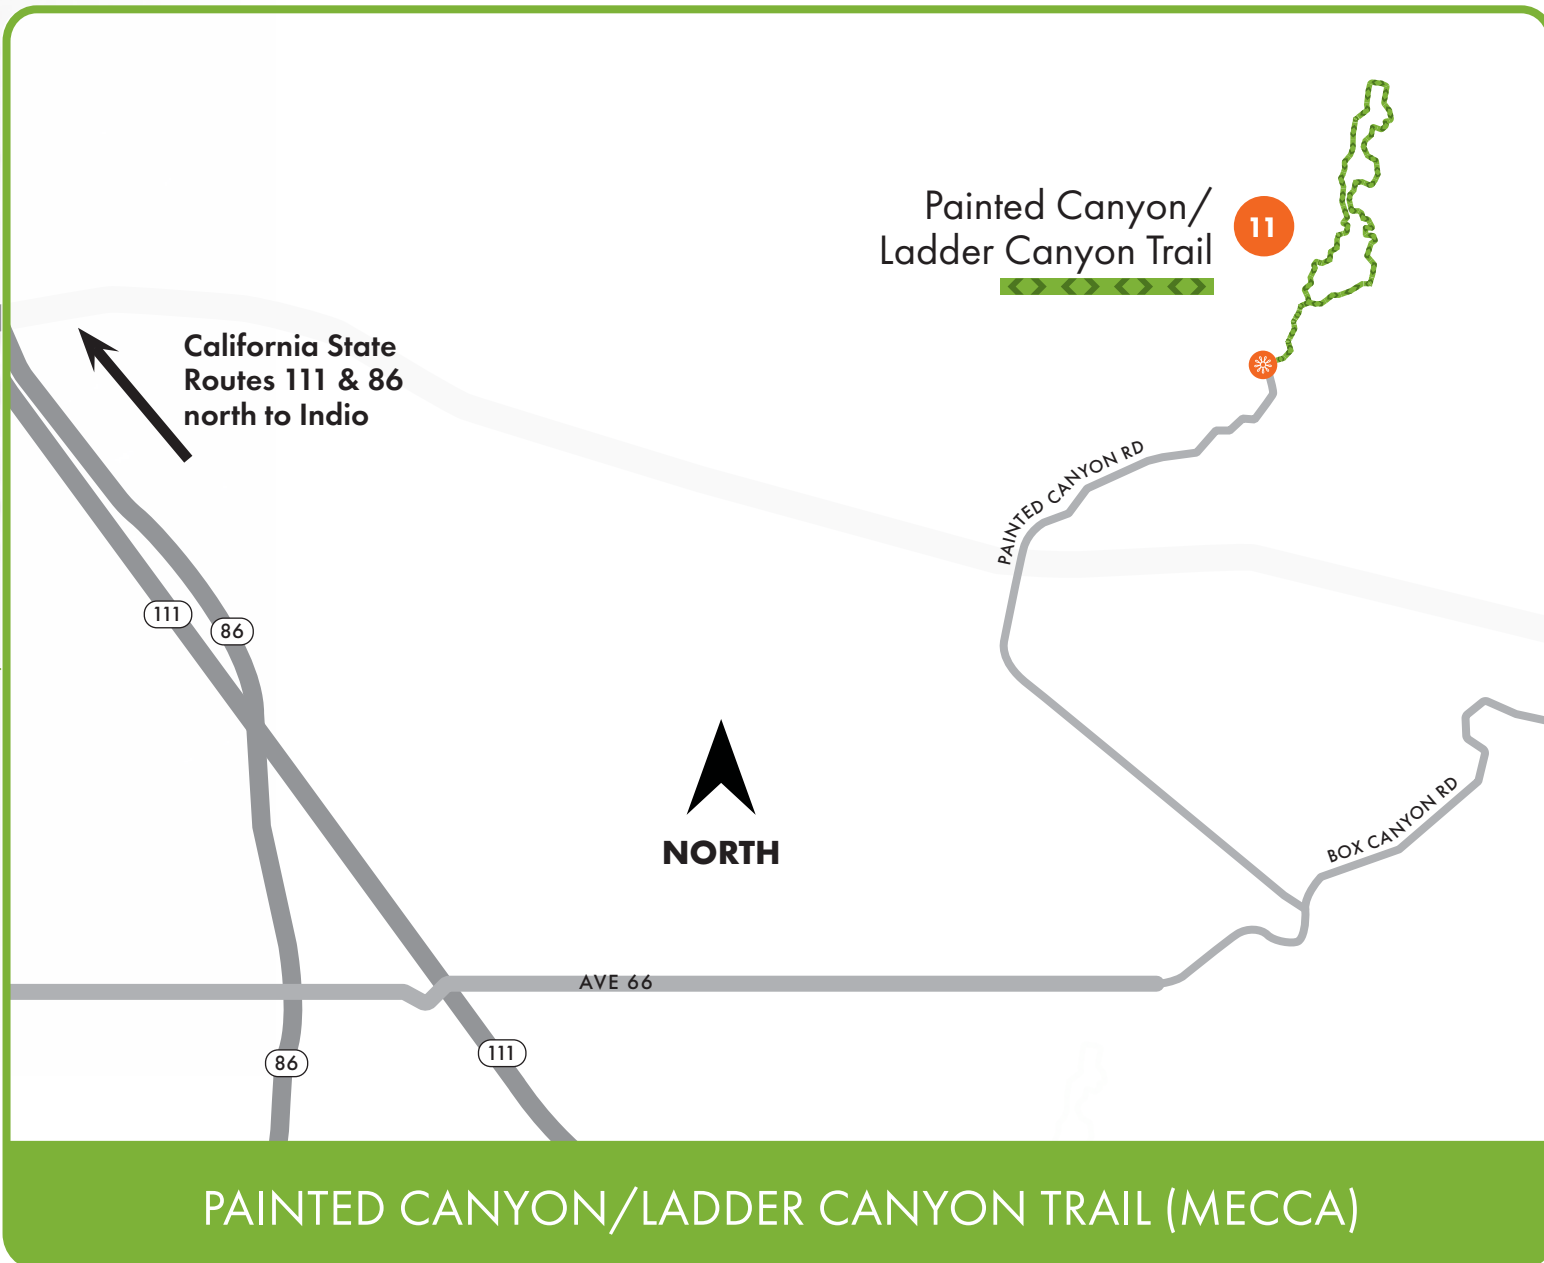 Painted Canyon/
Ladder Canyon Trail
11
California State
Routes 111 & 86
north to Indio
PAINTED CANYON RD
111
86
NORTH
BOX CANYON RD
AVE 66
86
111
PAINTED CANYON/LADDER CANYON TRAIL (MECCA)